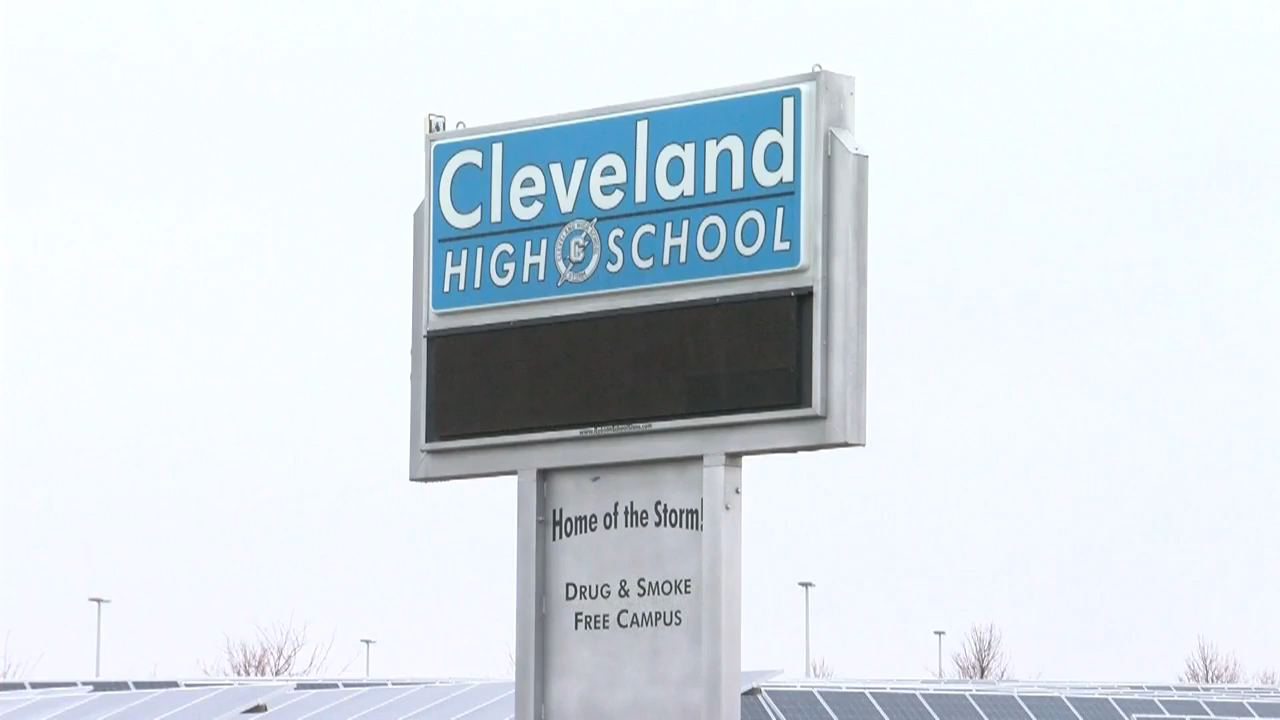 Cleveland
HIGH C SCHOOL
Home of the Storm!
DRUG & SMOKE
FREE CAMPUS